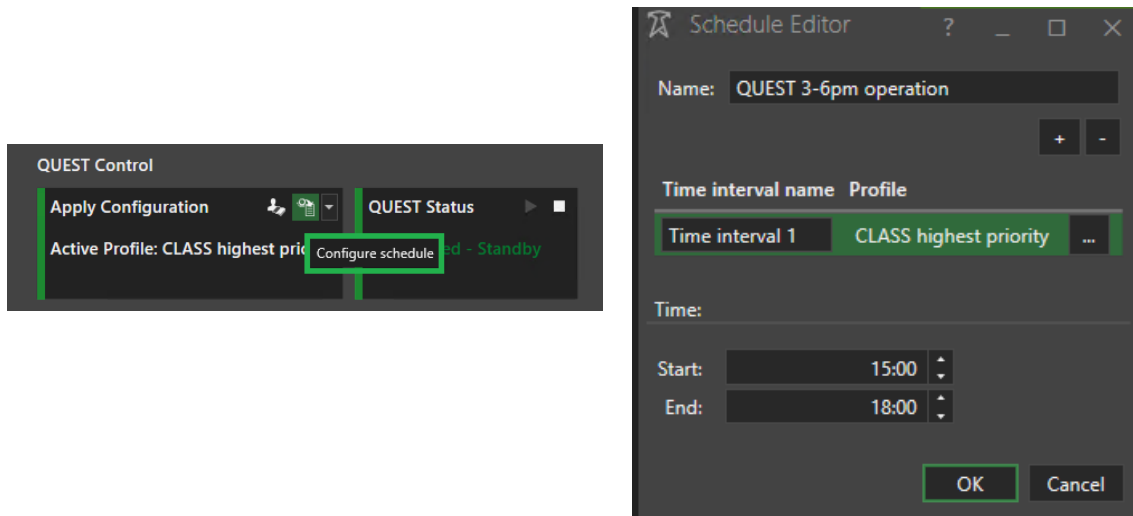 QUEST Control
Apply Configuration
QUEST Status
Active Profile: CLASS highest
Configure schedule
- Standby
Schedule Editor
?
Name: QUEST 3-6pm operation
+ -
Time interval name Profile
Time interval 1 CLASS highest priority ...
Time:
Start: 15:00
End: 18:00
OK Cancel